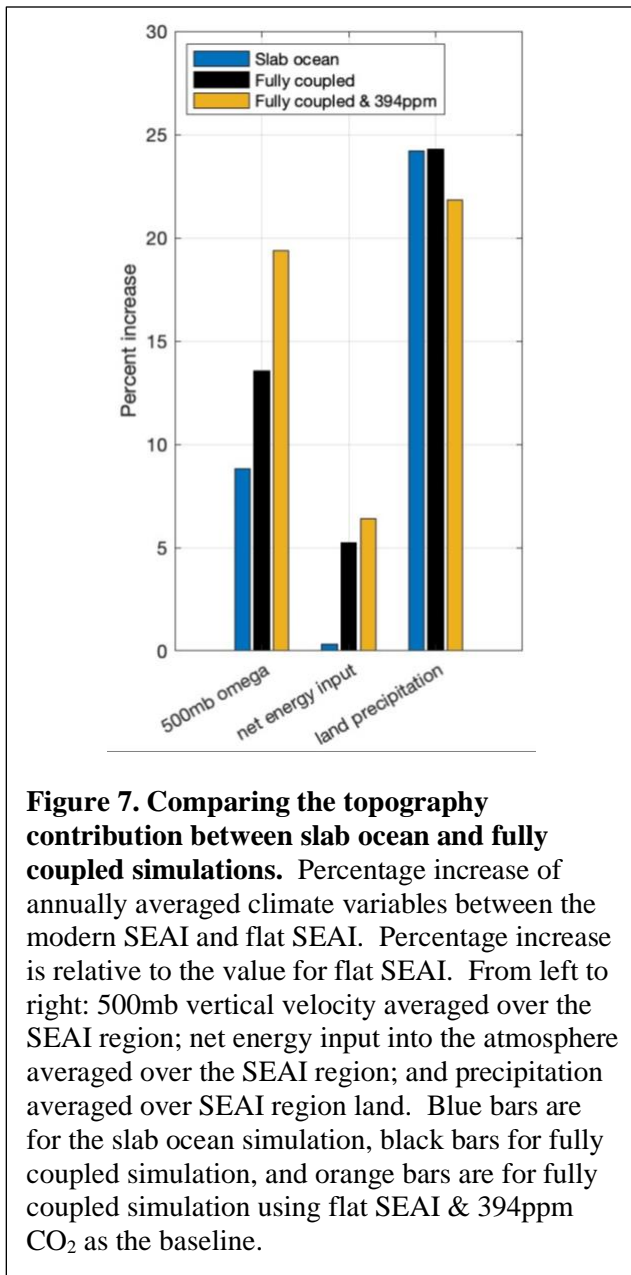 30
25
20
15
10
5
0
Percent increase
Slab ocean
Fully coupled
Fully coupled & 394ppm
500mb omega
net energy input
land precipitation
Figure 7. Comparing the topography
contribution between slab ocean and fully
coupled simulations. Percentage increase of
annually averaged climate variables between the
modern SEAI and flat SEAI. Percentage increase
is relative to the value for flat SEAI. From left to
right: 500mb vertical velocity averaged over the
SEAI region; net energy input into the atmosphere
averaged over the SEAI region; and precipitation
averaged over SEAI region land. Blue bars are
for the slab ocean simulation, black bars for fully
coupled simulation, and orange bars are for fully
coupled simulation using flat SEAI & 394ppm
CO₂ as the baseline.